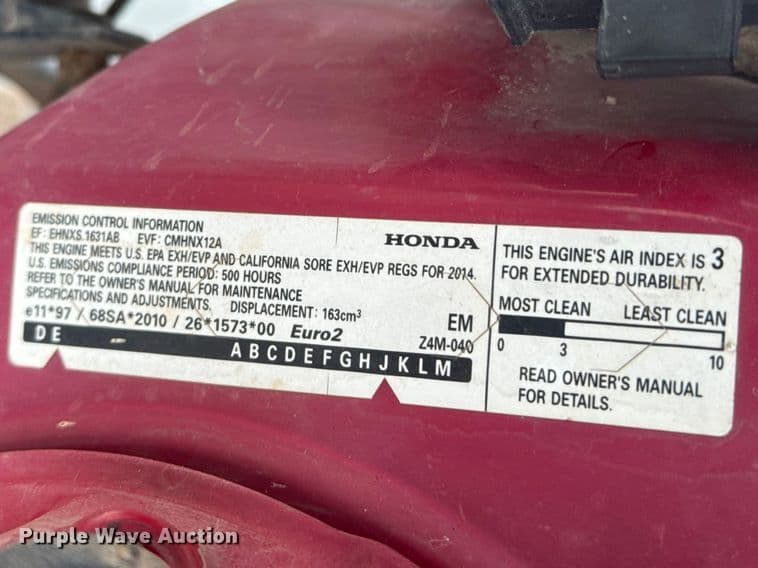 EMISSION CONTROL INFORMATION
EF: EHNXS.1631AB EVF: CMHNX12A
HONDA
THIS ENGINE MEETS U.S. EPA EXH/EVP AND CALIFORNIA SORE EXH/EVP REGS FOR 2014.
U.S. EMISSIONS COMPLIANCE PERIOD: 500 HOURS
REFER TO THE OWNER'S MANUAL FOR MAINTENANCE
SPECIFICATIONS AND ADJUSTMENTS. DISPLACEMENT: 163cm³
EM
e11*97 / 68SA*2010 / 26*1573*00 Euro2
Z4M-040
D E A B C D E F G H J K L M
THIS ENGINE'S AIR INDEX IS 3
FOR EXTENDED DURABILITY.
MOST CLEAN LEAST CLEAN
0 3 10
READ OWNER'S MANUAL
FOR DETAILS.
Purple Wave Auction